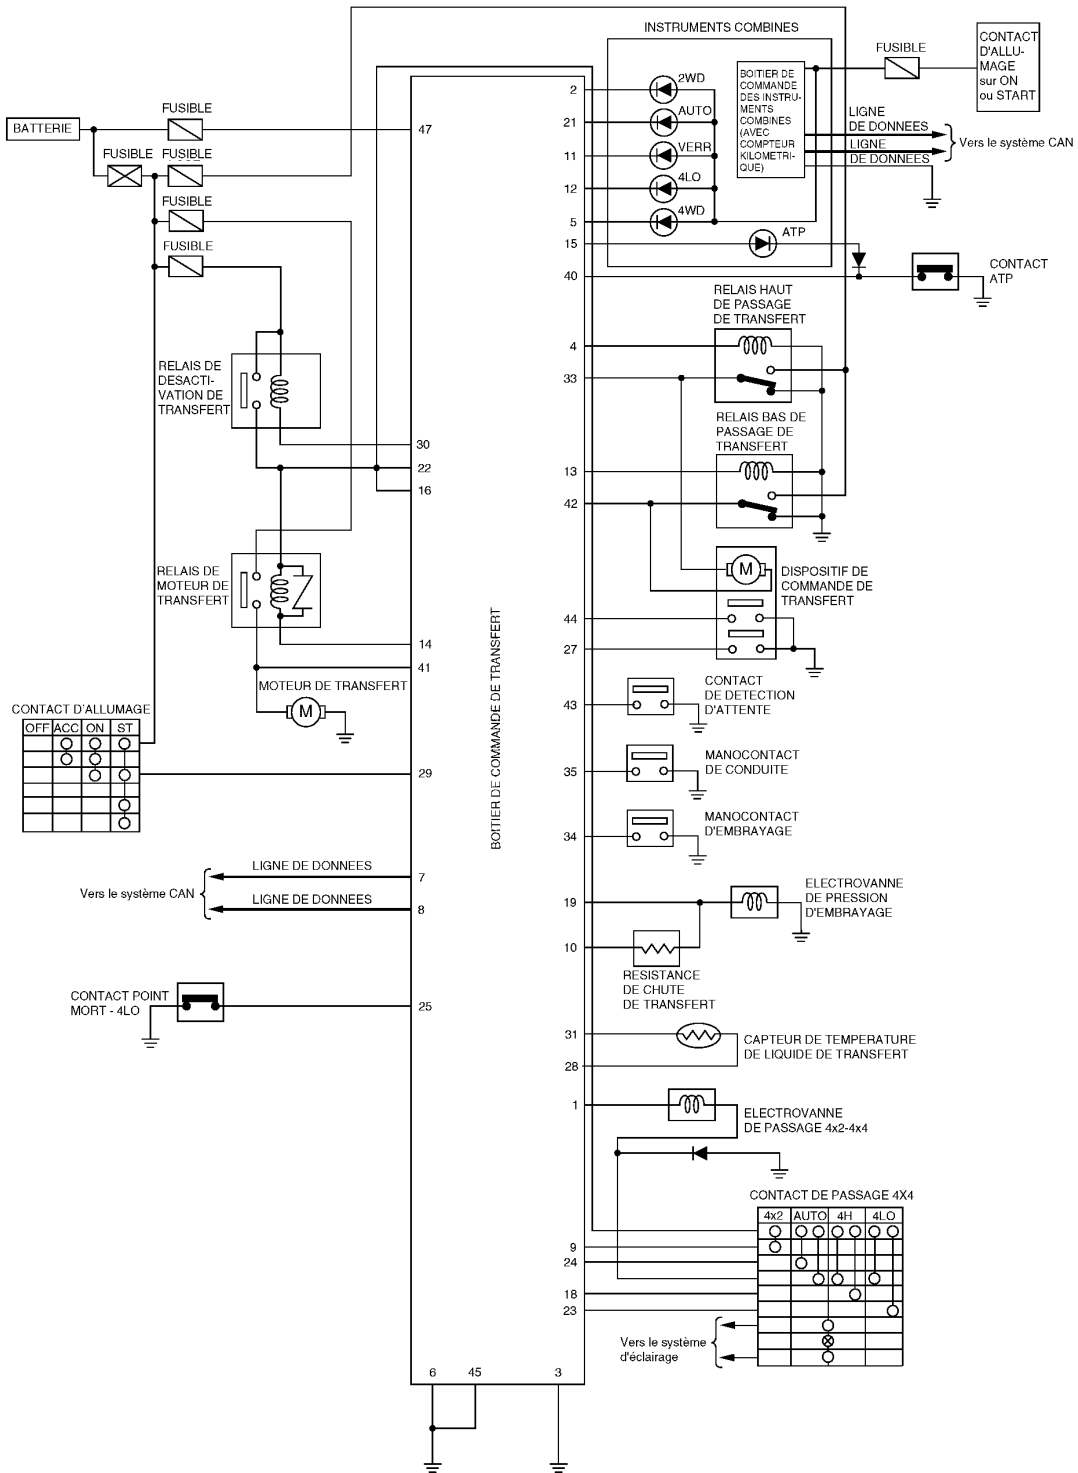 INSTRUMENTS COMBINES
FUSIBLE
CONTACT
D'ALLU-
MAGE
sur ON
ou START
BOITIER DE
COMMANDE
DES INSTRU-
MENTS
COMBINES
(AVEC
COMPTEUR
KILOMETRI-
QUE)
2WD
AUTO
VERR
4LO
4WD
ATP
LIGNE
DE DONNEES
LIGNE
DE DONNEES
Vers le système CAN
CONTACT
ATP
BATTERIE
FUSIBLE
FUSIBLE
FUSIBLE
FUSIBLE
FUSIBLE
47
2
21
11
12
5
15
40
RELAIS HAUT
DE PASSAGE
DE TRANSFERT
4
33
RELAIS DE
DESACTI-
VATION DE
TRANSFERT
RELAIS BAS DE
PASSAGE DE
TRANSFERT
30
22
16
13
42
RELAIS DE
MOTEUR DE
TRANSFERT
M
DISPOSITIF DE
COMMANDE DE
TRANSFERT
44
27
14
41
MOTEUR DE TRANSFERT
M
BOITIER DE COMMANDE DE TRANSFERT
CONTACT
DE DETECTION
D'ATTENTE
43
CONTACT D'ALLUMAGE
OFF ACC ON ST
29
MANOCONTACT
DE CONDUITE
35
MANOCONTACT
D'EMBRAYAGE
34
LIGNE DE DONNEES
7
Vers le système CAN
LIGNE DE DONNEES
8
19
ELECTROVANNE
DE PRESSION
D'EMBRAYAGE
10
RESISTANCE
DE CHUTE
DE TRANSFERT
CONTACT POINT
MORT - 4LO
25
31
28
CAPTEUR DE TEMPERATURE
DE LIQUIDE DE TRANSFERT
1
ELECTROVANNE
DE PASSAGE 4x2-4x4
CONTACT DE PASSAGE 4X4
4x2 AUTO 4H 4LO
9
24
18
23
Vers le système
d'éclairage
6
45
3